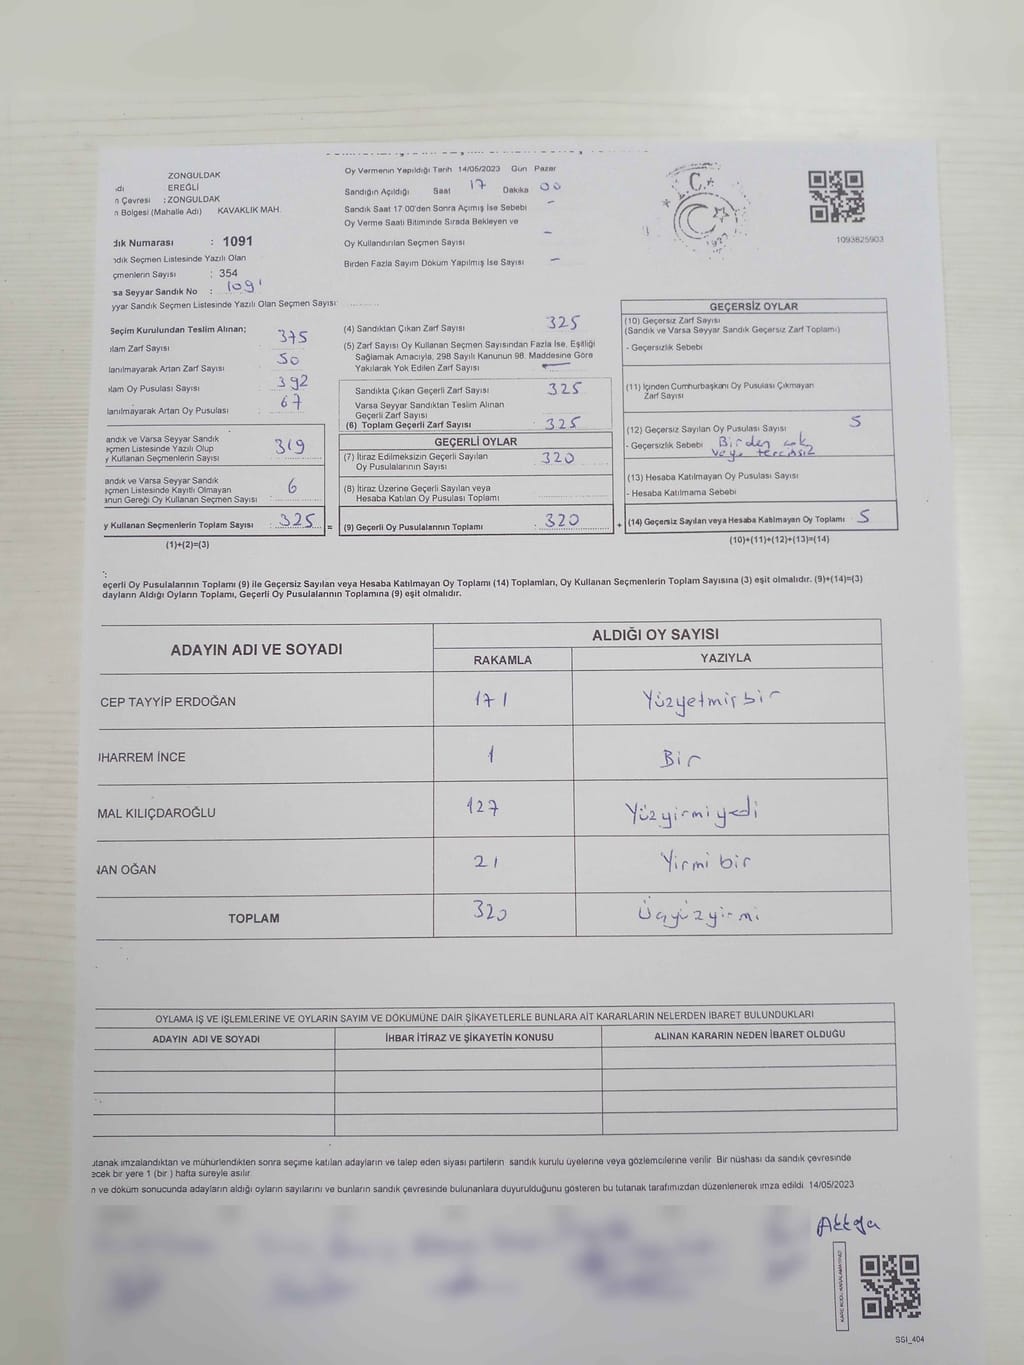 ZONGULDAK
dı EREĞLİ
n Çevresi : ZONGULDAK
n Bölgesi (Mahalle Adı) KAVAKLIK MAH.
dık Numarası : 1091
ndık Seçmen Listesinde Yazılı Olan
çmenlerin Sayısı : 354
sa Seyyar Sandık No : 1091
yyar Sandık Seçmen Listesinde Yazılı Olan Seçmen Sayısı
Oy Vermenin Yapıldığı Tarih 14/05/2023 Gün Pazar
Sandığın Açıldığı Saat 17 Dakika 00
Sandık Saat 17 00'den Sonra Açımış İse Sebebi -
Oy Verme Saati Bitiminde Sırada Bekleyen ve
Oy Kullandırılan Seçmen Sayısı -
Birden Fazla Sayım Döküm Yapılmış İse Sayısı -
T.C.
1093825903
Seçim Kurulundan Teslim Alınan;
lam Zarf Sayısı 375
lanılmayarak Artan Zarf Sayısı 50
lam Oy Pusulası Sayısı 392
lanılmayarak Artan Oy Pusulası 67
andık ve Varsa Seyyar Sandık
çmen Listesinde Yazılı Olup
y Kullanan Seçmenlerin Sayısı 319
andık ve Varsa Seyyar Sandık
çmen Listesinde Kayıtlı Olmayan
anun Gereği Oy Kullanan Seçmen Sayısı 6
y Kullanan Seçmenlerin Toplam Sayısı : 325 =
(1)+(2)=(3)
(4) Sandıktan Çıkan Zarf Sayısı 325
(5) Zarf Sayısı Oy Kullanan Seçmen Sayısından Fazla İse, Eşitliği
Sağlamak Amacıyla, 298 Sayılı Kanunun 98. Maddesine Göre
Yakılarak Yok Edilen Zarf Sayısı -
Sandıkta Çıkan Geçerli Zarf Sayısı 325
Varsa Seyyar Sandıktan Teslim Alınan
Geçerli Zarf Sayısı
(6) Toplam Geçerli Zarf Sayısı 325
GEÇERLİ OYLAR
(7) İtiraz Edilmeksizin Geçerli Sayılan
Oy Pusulalarının Sayısı 320
(8) İtiraz Üzerine Geçerli Sayılan veya
Hesaba Katılan Oy Pusulası Toplamı
(9) Geçerli Oy Pusulalarının Toplamı 320 +
GEÇERSİZ OYLAR
(10) Geçersiz Zarf Sayısı
(Sandık ve Varsa Seyyar Sandık Geçersiz Zarf Toplamı)
- Geçersizlik Sebebi
(11) İçinden Cumhurbaşkanı Oy Pusulası Çıkmayan
Zarf Sayısı
(12) Geçersiz Sayılan Oy Pusulası Sayısı 5
- Geçersizlik Sebebi Birden çok
veya tercihsiz
(13) Hesaba Katılmayan Oy Pusulası Sayısı
- Hesaba Katılmama Sebebi
(14) Geçersiz Sayılan veya Hesaba Katılmayan Oy Toplamı 5
(10)+(11)+(12)+(13)=(14)
eçerli Oy Pusulalarının Toplamı (9) ile Geçersiz Sayılan veya Hesaba Katılmayan Oy Toplamı (14) Toplamları, Oy Kullanan Seçmenlerin Toplam Sayısına (3) eşit olmalıdır. (9)+(14)=(3)
dayların Aldığı Oyların Toplamı, Geçerli Oy Pusulalarının Toplamına (9) eşit olmalıdır.
ADAYIN ADI VE SOYADI ALDIĞI OY SAYISI
RAKAMLA YAZIYLA
CEP TAYYİP ERDOĞAN 171 Yüzyetmişbir
HARREM İNCE 1 Bir
MAL KILIÇDAROĞLU 127 Yüzyirmiyedi
NAN OĞAN 21 Yirmi bir
TOPLAM 320 Üçyüzyirmi
OYLAMA İŞ VE İŞLEMLERİNE VE OYLARIN SAYIM VE DÖKÜMÜNE DAİR ŞİKAYETLERLE BUNLARA AİT KARARLARIN NELERDEN İBARET BULUNDUKLARI
ADAYIN ADI VE SOYADI İHBAR İTİRAZ VE ŞİKAYETİN KONUSU ALINAN KARARIN NEDEN İBARET OLDUĞU
utanak imzalandıktan ve mühürlendikten sonra seçime katılan adayların ve talep eden siyasi partilerin sandık kurulu üyelerine veya gözlemcilerine verilir Bir nüshası da sandık çevresinde
ecek bir yere 1 (bir) hafta süreyle asılır
n ve döküm sonucunda adayların aldığı oyların sayılarını ve bunların sandık çevresinde bulunanlara duyurulduğunu gösteren bu tutanak tarafımızdan düzenlenerek imza edildi 14/05/2023
SSI_404